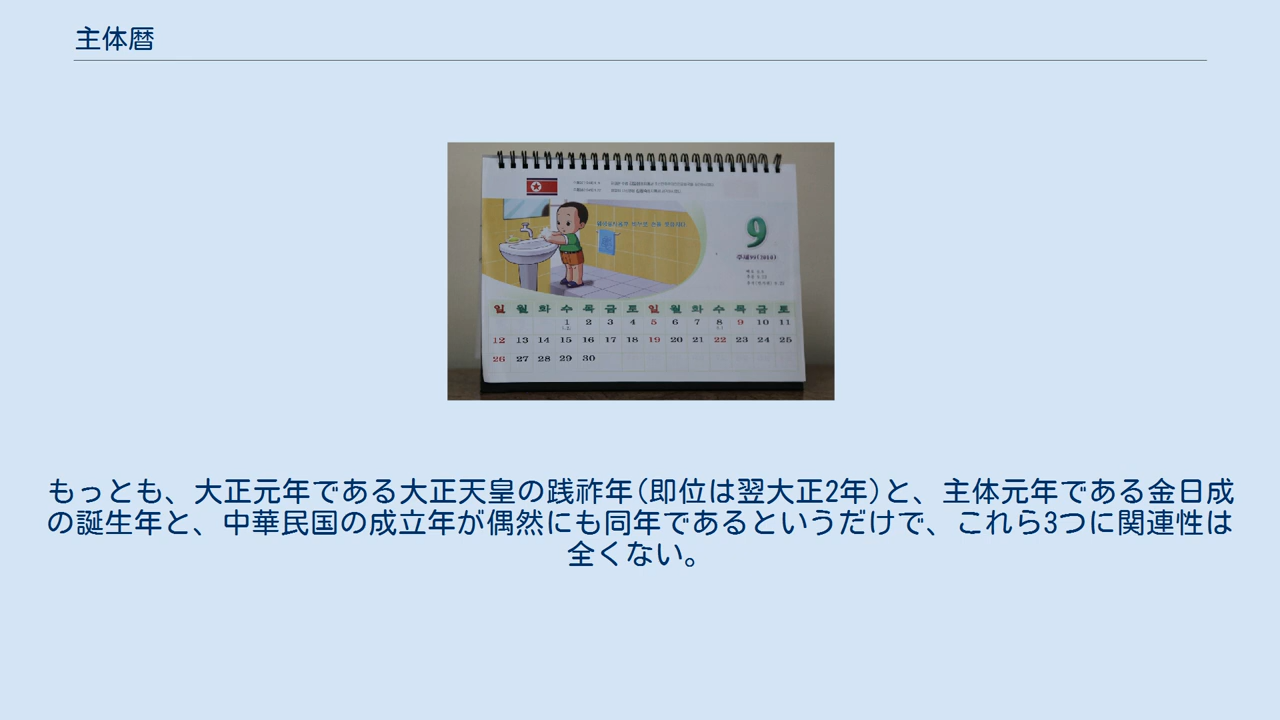 主体暦
9
일 월 화 수 목 금 토 일 월 화 수 목 금 토
1 2 3 4 5 6 7 8 9 10 11
12 13 14 15 16 17 18 19 20 21 22 23 24 25
26 27 28 29 30
もっとも、大正元年である大正天皇の践祚年(即位は翌大正2年)と、主体元年である金日成
の誕生年と、中華民国の成立年が偶然にも同年であるというだけで、これら3つに関連性は
全くない。